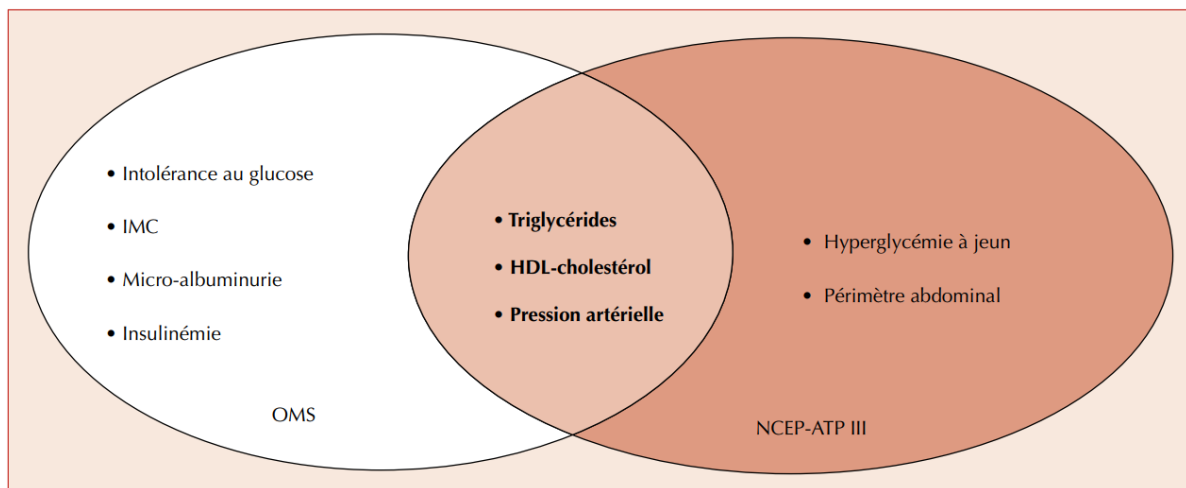 • Intolérance au glucose
• IMC
• Micro-albuminurie
• Insulinémie
OMS
• Triglycérides
• HDL-cholestérol
• Pression artérielle
• Hyperglycémie à jeun
• Périmètre abdominal
NCEP-ATP III